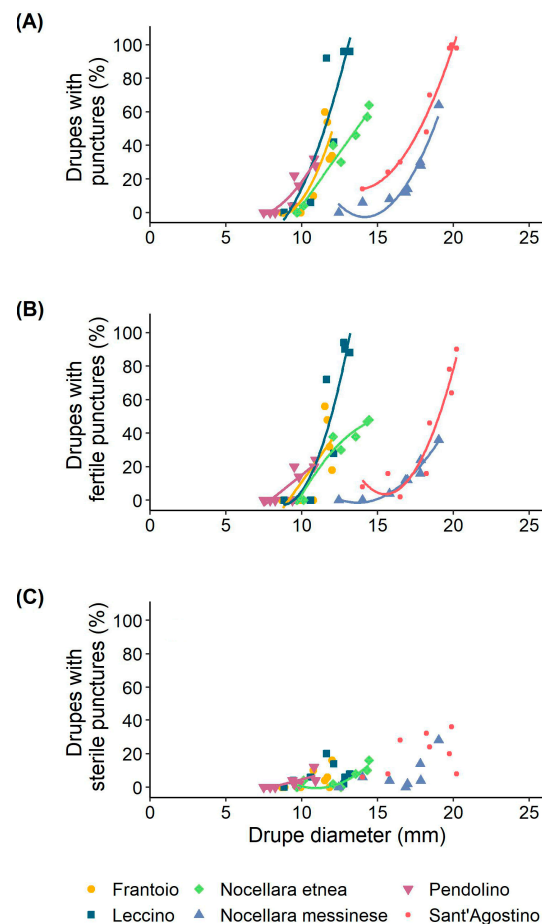 (A)
Drupes with
punctures (%)
100
80
60
40
20
0
0 5 10 15 20 25
(B)
Drupes with
fertile punctures (%)
100
80
60
40
20
0
0 5 10 15 20 25
(C)
Drupes with
sterile punctures (%)
100
80
60
40
20
0
0 5 10 15 20 25
Drupe diameter (mm)
Frantoio Nocellara etnea Pendolino
Leccino Nocellara messinese Sant'Agostino